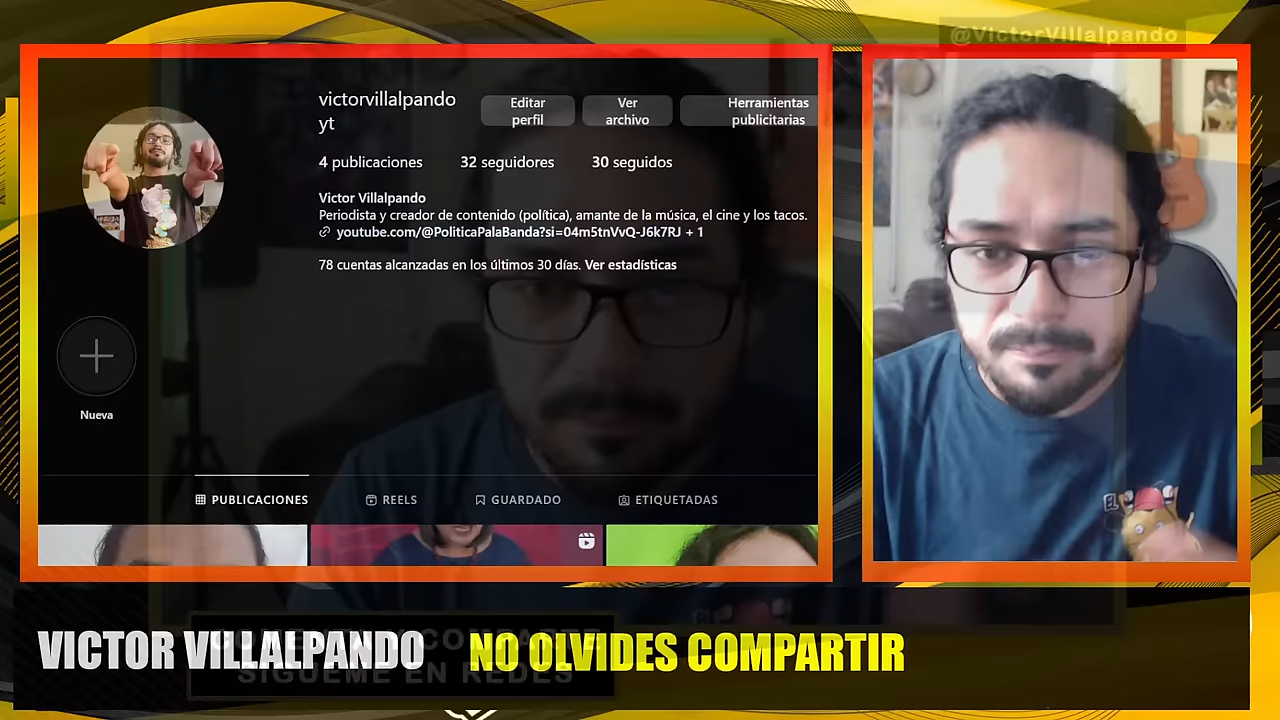 @VictorVillalpando
victorvillalpando
yt
Editar
perfil
Ver
archivo
Herramientas
publicitarias
4 publicaciones
32 seguidores
30 seguidos
Victor Villalpando
Periodista y creador de contenido (política), amante de la música, el cine y los tacos.
youtube.com/@PoliticaPalaBanda?si=04m5tnVvQ-J6k7RJ + 1
78 cuentas alcanzadas en los últimos 30 días. Ver estadísticas
Nueva
PUBLICACIONES
REELS
GUARDADO
ETIQUETADAS
EL
VICTOR VILLALPANDO
NO OLVIDES COMPARTIR
SIGUEME EN REDES